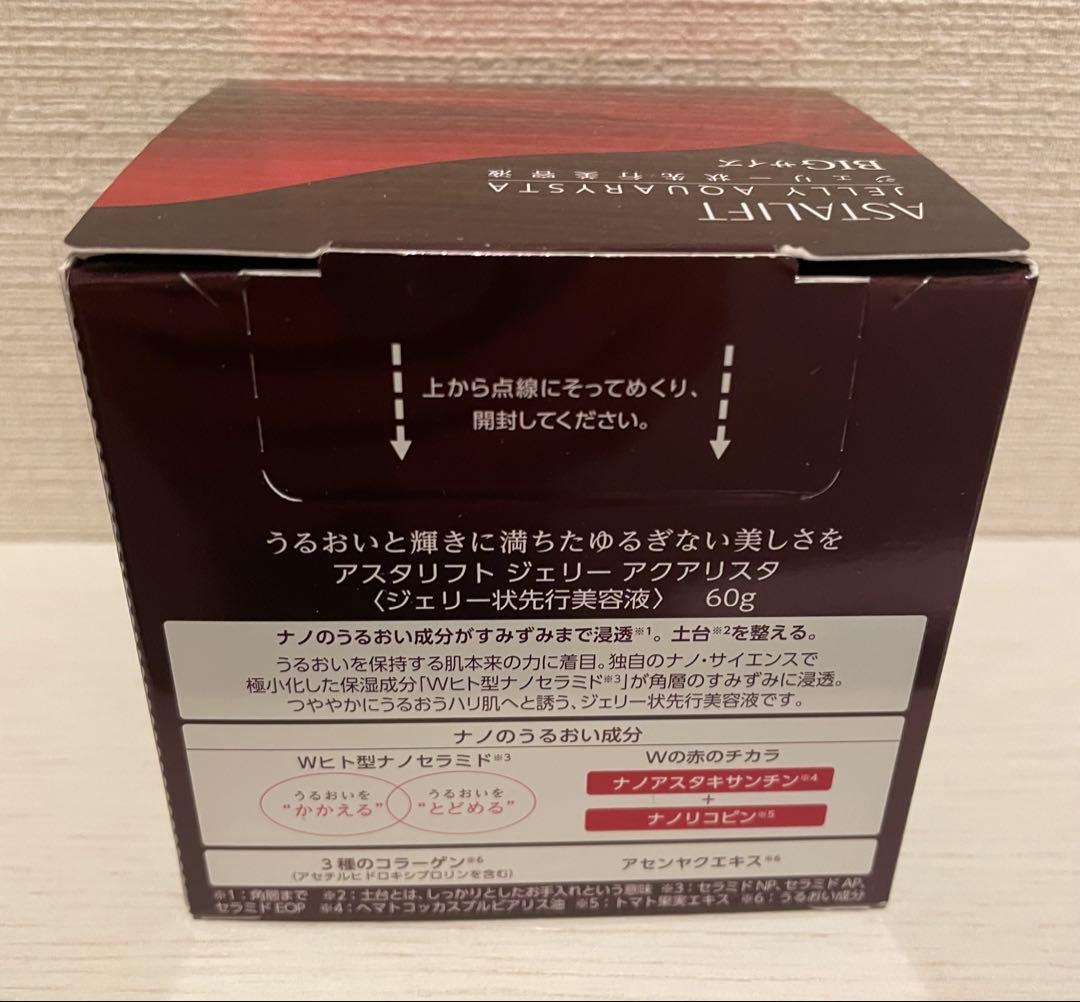 ASTALIFT
JELLY AQUARYSTA
ジェリー状先行美容液
BIGサイズ
上から点線にそってめくり、
開封してください。
うるおいと輝きに満ちたゆるぎない美しさを
アスタリフト ジェリー アクアリスタ
〈ジェリー状先行美容液〉 60g
ナノのうるおい成分がすみずみまで浸透※1。土台※2を整える。
うるおいを保持する肌本来の力に着目。独自のナノ・サイエンスで
極小化した保湿成分「Wヒト型ナノセラミド※3」が角層のすみずみに浸透。
つややかにうるおうハリ肌へと誘う、ジェリー状先行美容液です。
ナノのうるおい成分
Wヒト型ナノセラミド※3
うるおいを
“かかえる”
うるおいを
“とどめる”
Wの赤のチカラ
ナノアスタキサンチン※4
+
ナノリコピン※5
3種のコラーゲン※6
(アセチルヒドロキシプロリンを含む)
アセンヤクエキス※6
※1：角層まで ※2：土台とは、しっかりとしたお手入れという意味 ※3：セラミドNP、セラミドAP、
セラミドEOP ※4：ヘマトコッカスプルビアリス油 ※5：トマト果実エキス ※6：うるおい成分